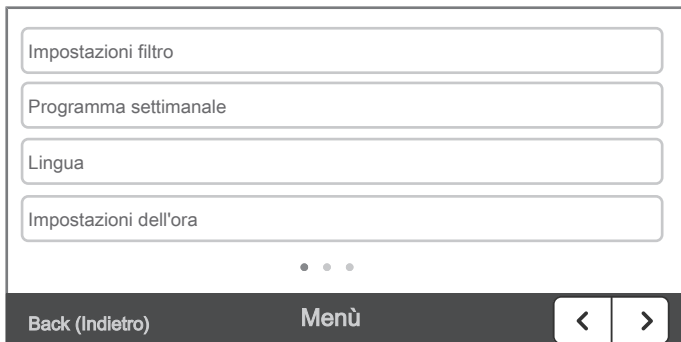 Impostazioni filtro
Programma settimanale
Lingua
Impostazioni dell'ora
Back (Indietro) Menù